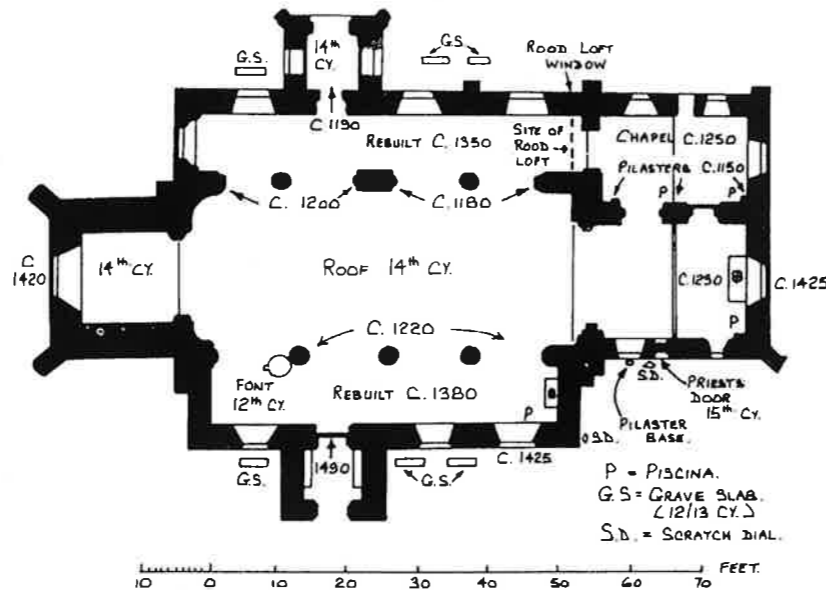 G.S.
14th
CY.
G.S.
ROOD LOFT
WINDOW
C.1190
REBUILT C.1350
SITE OF
ROOD
LOFT
CHAPEL C.1250
PILASTERS
C.1150
P
P
C. 1200
C.1180
C.
1420
14th CY.
ROOF 14th CY.
C.1250
C.1425
C. 1220
P
FONT
12th CY.
REBUILT C.1380
P
S.D.
PRIESTS
DOOR
15th CY.
PILASTER
BASE.
S.D.
G.S.
1490
G.S.
C.1425
P = PISCINA.
G.S = GRAVE SLAB.
(12/13 CY.)
S.D. = SCRATCH DIAL.
10 0 10 20 30 40 50 60 70 FEET.